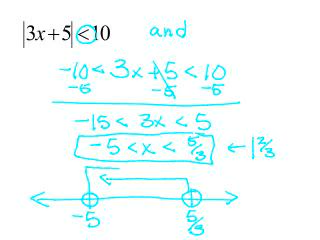 |3x+5|<10 and
-10 < 3x + 5 < 10
-5 -5 -5
-15 < 3x < 5
-5 < x < 5/3 ← 1 2/3
-5 5/3